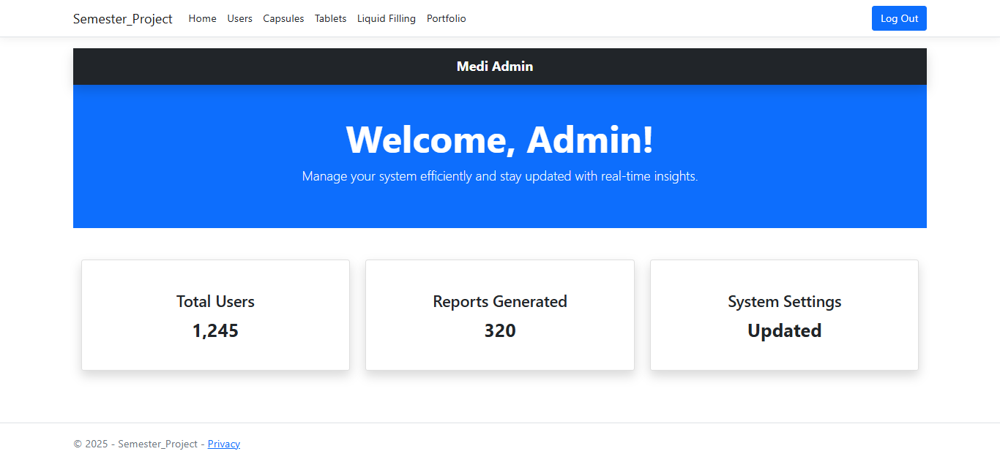 Semester_Project Home Users Capsules Tablets Liquid Filling Portfolio Log Out
Medi Admin
Welcome, Admin!
Manage your system efficiently and stay updated with real-time insights.
Total Users
1,245
Reports Generated
320
System Settings
Updated
© 2025 - Semester_Project - Privacy